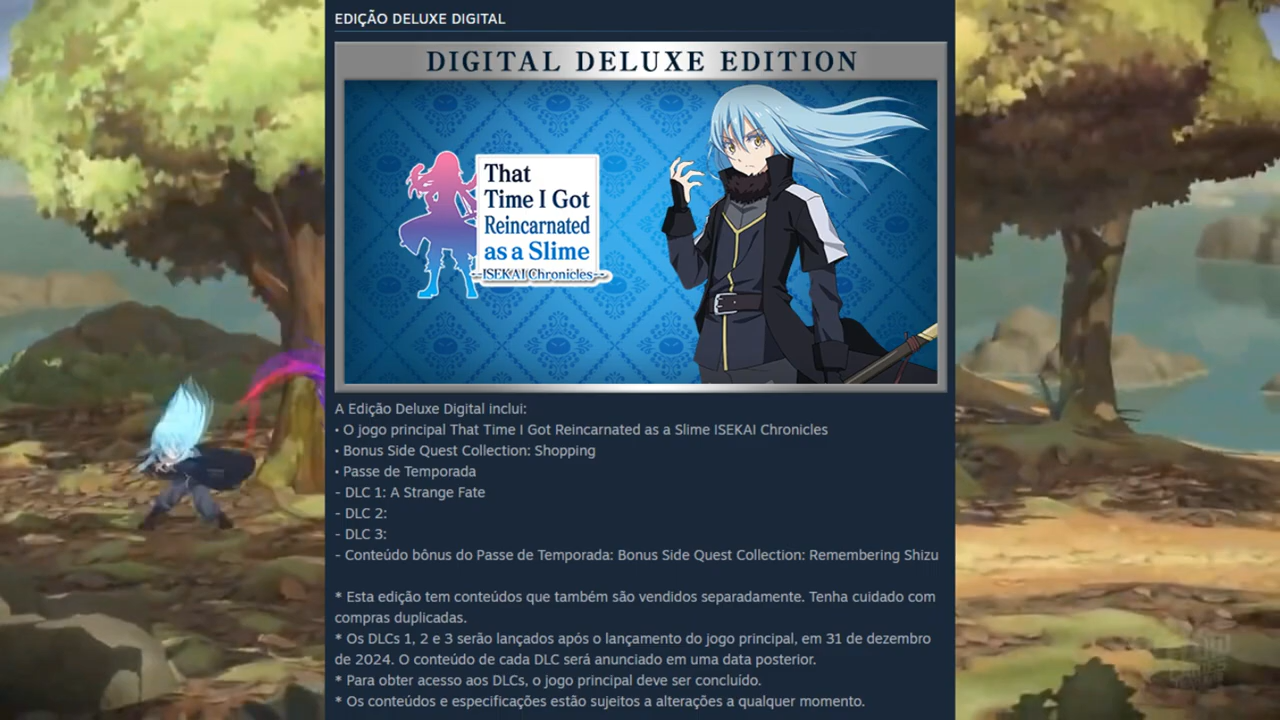 EDIÇÃO DELUXE DIGITAL
DIGITAL DELUXE EDITION
That
Time I Got
Reincarnated
as a Slime
ISEKAI Chronicles
A Edição Deluxe Digital inclui:
• O jogo principal That Time I Got Reincarnated as a Slime ISEKAI Chronicles
• Bonus Side Quest Collection: Shopping
• Passe de Temporada
- DLC 1: A Strange Fate
- DLC 2:
- DLC 3:
- Conteúdo bônus do Passe de Temporada: Bonus Side Quest Collection: Remembering Shizu
* Esta edição tem conteúdos que também são vendidos separadamente. Tenha cuidado com
compras duplicadas.
* Os DLCs 1, 2 e 3 serão lançados após o lançamento do jogo principal, em 31 de dezembro
de 2024. O conteúdo de cada DLC será anunciado em uma data posterior.
* Para obter acesso aos DLCs, o jogo principal deve ser concluído.
* Os conteúdos e especificações estão sujeitos a alterações a qualquer momento.